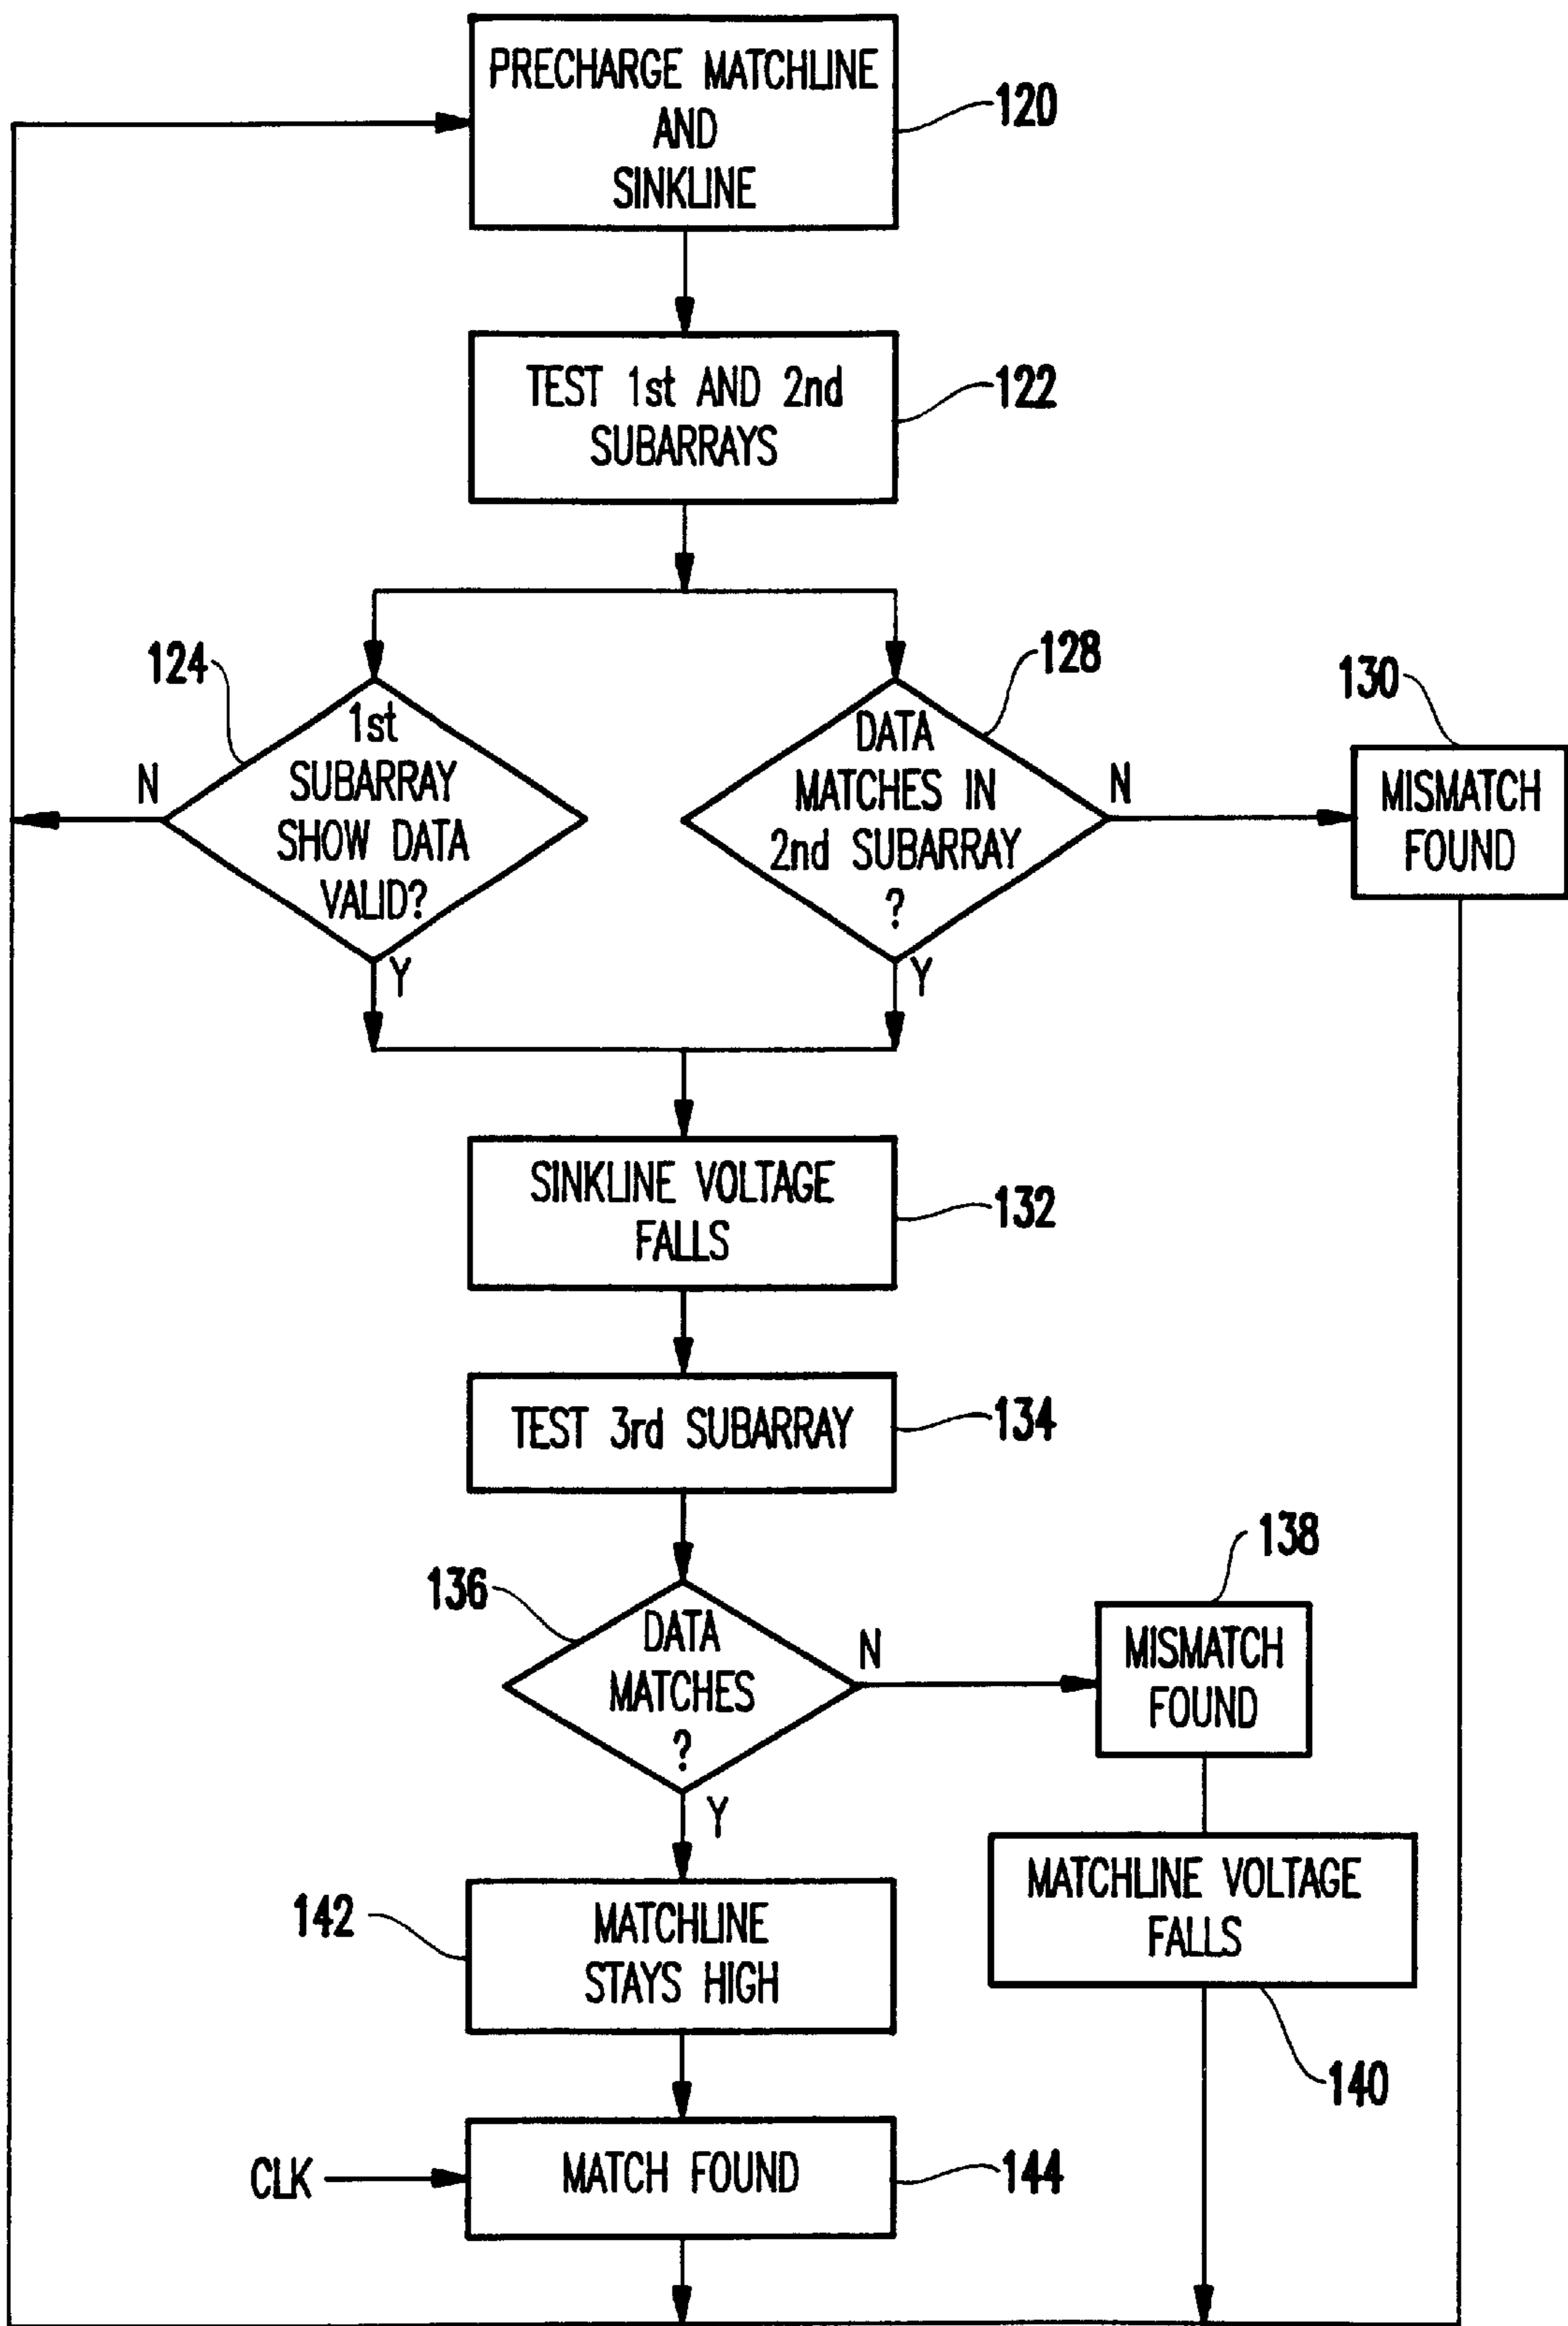 PRECHARGE MATCHLINE
AND
SINKLINE
120
TEST 1st AND 2nd
SUBARRAYS
122
124
1st
SUBARRAY
SHOW DATA
VALID?
N
Y
128
DATA
MATCHES IN
2nd SUBARRAY
?
N
Y
130
MISMATCH
FOUND
SINKLINE VOLTAGE
FALLS
132
TEST 3rd SUBARRAY
134
136
DATA
MATCHES
?
N
Y
138
MISMATCH
FOUND
MATCHLINE VOLTAGE
FALLS
140
142
MATCHLINE
STAYS HIGH
CLK
MATCH FOUND
144